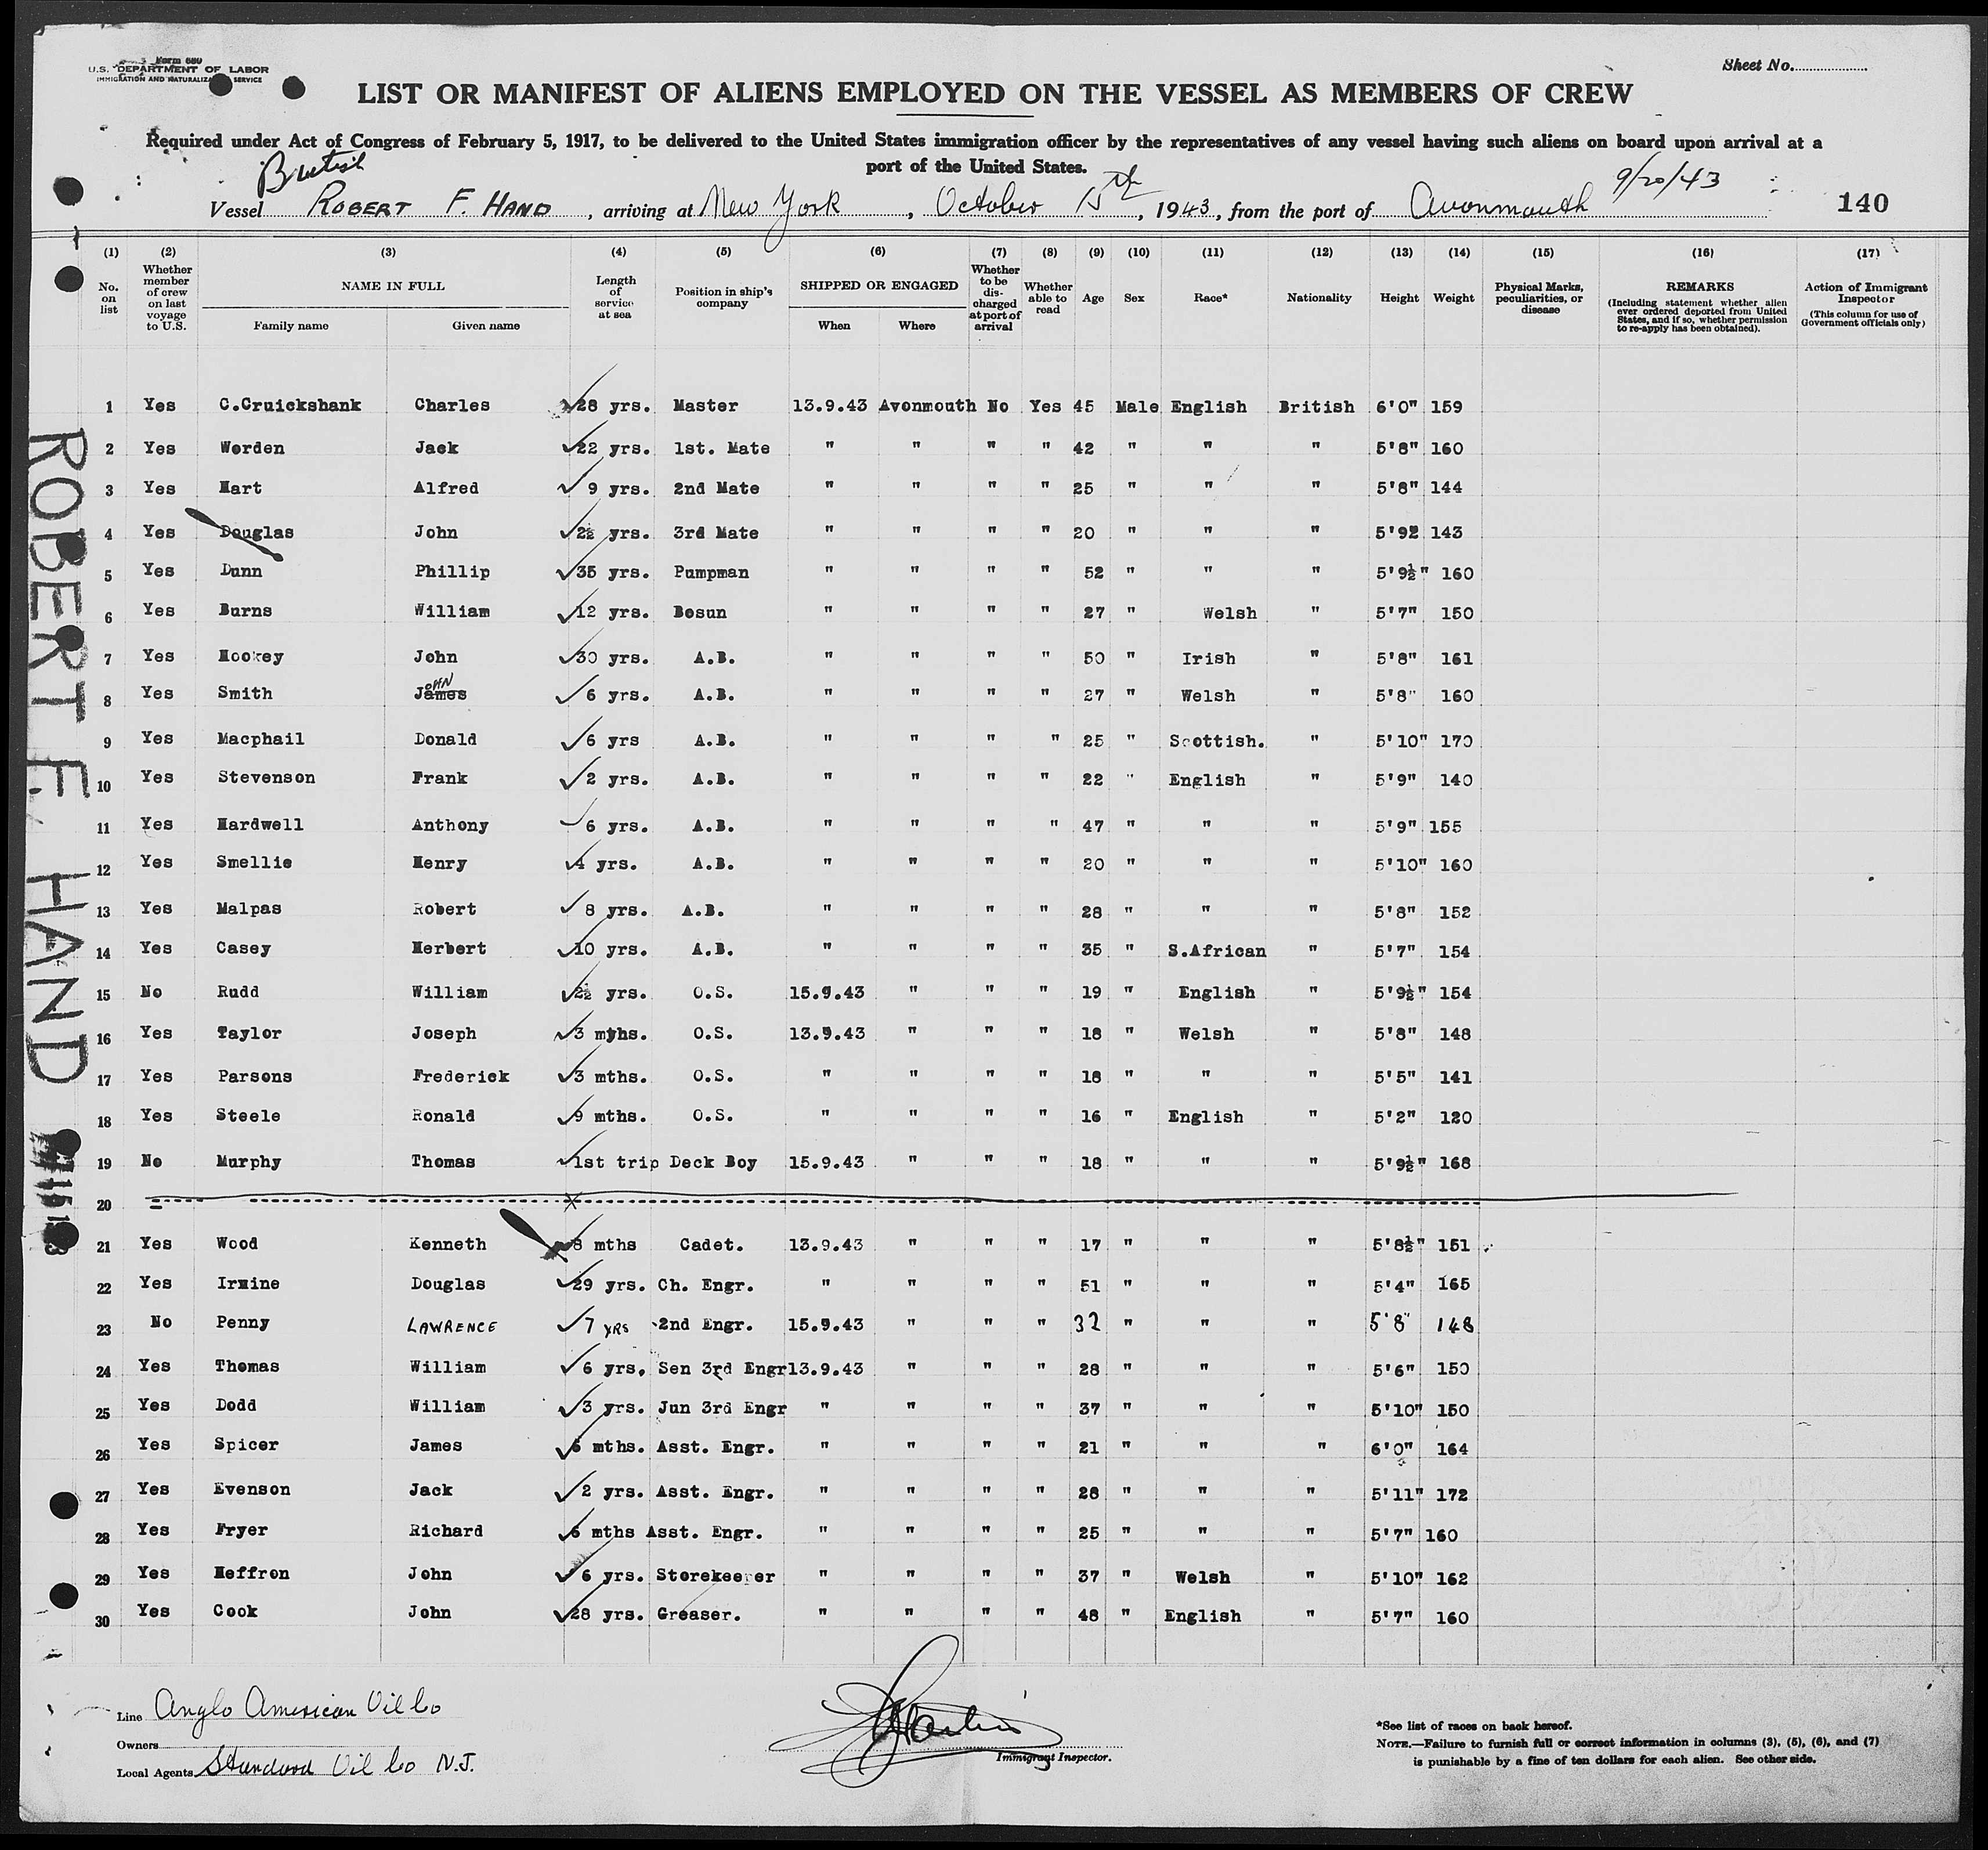 Form 680
U.S. DEPARTMENT OF LABOR
IMMIGRATION AND NATURALIZATION SERVICE
Sheet No.
LIST OR MANIFEST OF ALIENS EMPLOYED ON THE VESSEL AS MEMBERS OF CREW
Required under Act of Congress of February 5, 1917, to be delivered to the United States immigration officer by the representatives of any vessel having such aliens on board upon arrival at a
port of the United States.
British
Vessel ROBERT F. HAND, arriving at New York, October 15th, 1943, from the port of Avonmouth 9/20/43
140
(1) (2) (3) (4) (5) (6) (7) (8) (9) (10) (11) (12) (13) (14) (15) (16) (17)
No. on list
Whether member of crew on last voyage to U.S.
NAME IN FULL
Family name Given name
Length of service at sea
Position in ship's company
SHIPPED OR ENGAGED
When Where
Whether to be discharged at port of arrival
Whether able to read
Age Sex Race* Nationality Height Weight
Physical Marks, peculiarities, or disease
REMARKS
(Including statement whether alien ever ordered deported from United States, and if so, whether permission to re-apply has been obtained).
Action of Immigrant Inspector
(This column for use of Government officials only)
1 Yes C.Cruickshank Charles 28 yrs. Master 13.9.43 Avonmouth No Yes 45 Male English British 6'0" 159
2 Yes Worden Jack 22 yrs. 1st. Mate " " " " 42 " " " 5'8" 160
3 Yes Hart Alfred 9 yrs. 2nd Mate " " " " 25 " " " 5'8" 144
4 Yes Douglas John 2½ yrs. 3rd Mate " " " " 20 " " " 5'92 143
5 Yes Dunn Phillip 35 yrs. Pumpman " " " " 52 " " " 5'9½" 160
6 Yes Burns William 12 yrs. Bosun " " " " 27 " Welsh " 5'7" 150
7 Yes Hookey John 30 yrs. A.B. " " " " 50 " Irish " 5'8" 161
8 Yes Smith James OHN 6 yrs. A.B. " " " " 27 " Welsh " 5'8" 160
9 Yes Macphail Donald 6 yrs A.B. " " " " 25 " Scottish. " 5'10" 170
10 Yes Stevenson Frank 2 yrs. A.B. " " " " 22 " English " 5'9" 140
11 Yes Hardwell Anthony 6 yrs. A.B. " " " " 47 " " " 5'9" 155
12 Yes Smellie Henry 4 yrs. A.B. " " " " 20 " " " 5'10" 160
13 Yes Malpas Robert 8 yrs. A.B. " " " " 28 " " " 5'8" 152
14 Yes Casey Herbert 10 yrs. A.B. " " " " 35 " S.African " 5'7" 154
15 No Rudd William 2½ yrs. O.S. 15.9.43 " " " 19 " English " 5'9½" 154
16 Yes Taylor Joseph 3 mths. O.S. 13.9.43 " " " 18 " Welsh " 5'8" 148
17 Yes Parsons Frederick 3 mths. O.S. " " " " 18 " " " 5'5" 141
18 Yes Steele Ronald 9 mths. O.S. " " " " 16 " English " 5'2" 120
19 No Murphy Thomas 1st trip Deck Boy 15.9.43 " " " 18 " " " 5'9½" 168
20
21 Yes Wood Kenneth 8 mths Cadet. 13.9.43 " " " 17 " " " 5'8½" 151
22 Yes Irmine Douglas 29 yrs. Ch. Engr. " " " " 51 " " " 5'4" 165
23 No Penny LAWRENCE 7 YRS 2nd Engr. 15.9.43 " " " 32 " " " 5'8" 148
24 Yes Thomas William 6 yrs. Sen 3rd Engr 13.9.43 " " " 28 " " " 5'6" 150
25 Yes Dodd William 3 yrs. Jun 3rd Engr " " " " 37 " " " 5'10" 150
26 Yes Spicer James 6 mths. Asst. Engr. " " " " 21 " " " 6'0" 164
27 Yes Evenson Jack 2 yrs. Asst. Engr. " " " " 28 " " " 5'11" 172
28 Yes Fryer Richard 6 mths Asst. Engr. " " " " 25 " " " 5'7" 160
29 Yes Heffron John 6 yrs. Storekeeper " " " " 37 " Welsh " 5'10" 162
30 Yes Cook John 28 yrs. Greaser. " " " " 48 " English " 5'7" 160
ROBERT F. HAND
Line Anglo American Oil Co
Owners
Local Agents Standard Oil Co N.J.
Immigrant Inspector.
*See list of races on back hereof.
NOTE.—Failure to furnish full or correct information in columns (3), (5), (6), and (7)
is punishable by a fine of ten dollars for each alien. See other side.